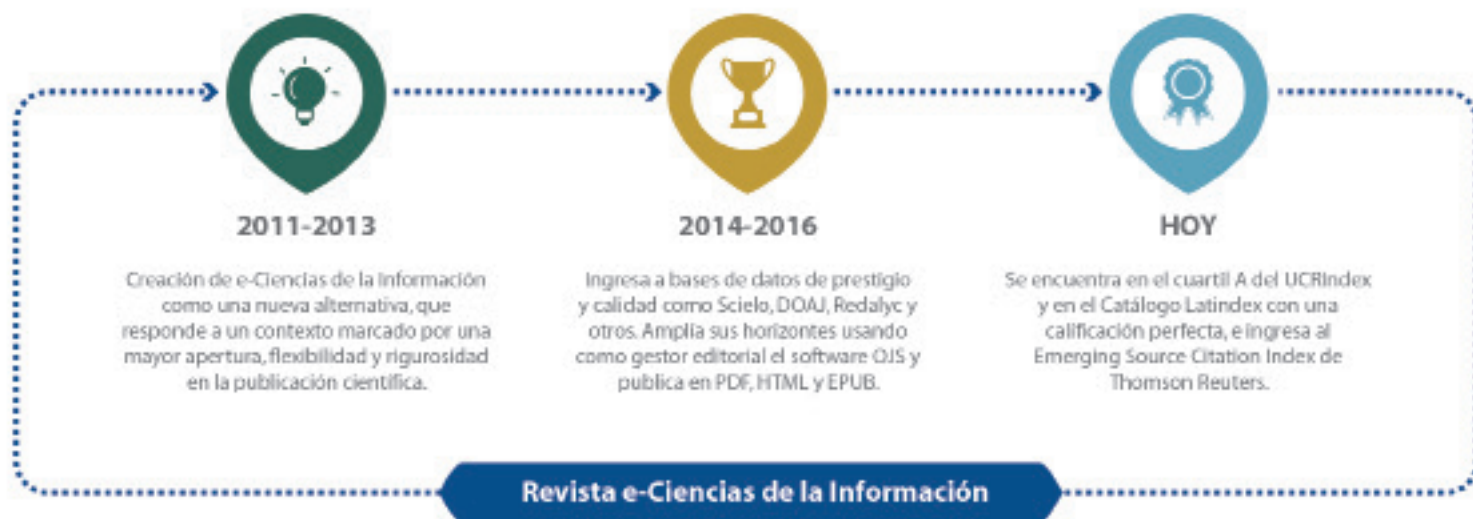 2011-2013
Creación de e-Ciencias de la Información
como una nueva alternativa, que
responde a un contexto marcado por una
mayor apertura, flexibilidad y rigurosidad
en la publicación científica.
2014-2016
Ingresa a bases de datos de prestigio
y calidad como Scielo, DOAJ, Redalyc y
otros. Amplía sus horizontes usando
como gestor editorial el software OJS y
publica en PDF, HTML y EPUB.
HOY
Se encuentra en el cuartil A del UCRIndex
y en el Catálogo Latindex con una
calificación perfecta, e ingresa al
Emerging Source Citation Index de
Thomson Reuters.
Revista e-Ciencias de la Información